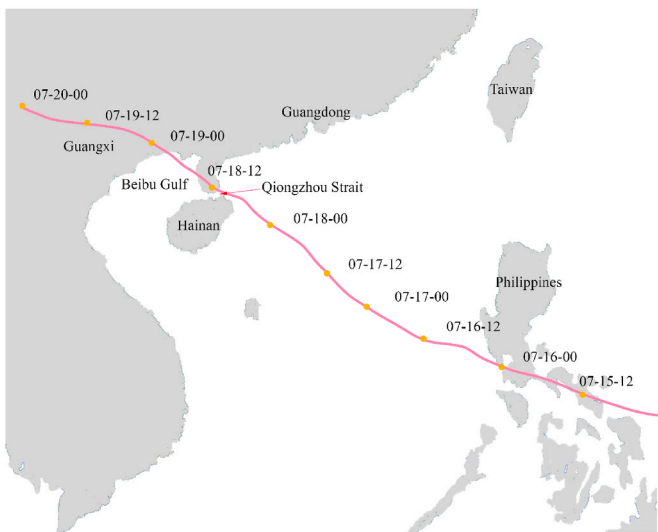 07-20-00
07-19-12
07-19-00
Guangdong
Taiwan
Guangxi
07-18-12
Beibu Gulf
Qiongzhou Strait
Hainan
07-18-00
07-17-12
Philippines
07-17-00
07-16-12
07-16-00
07-15-12